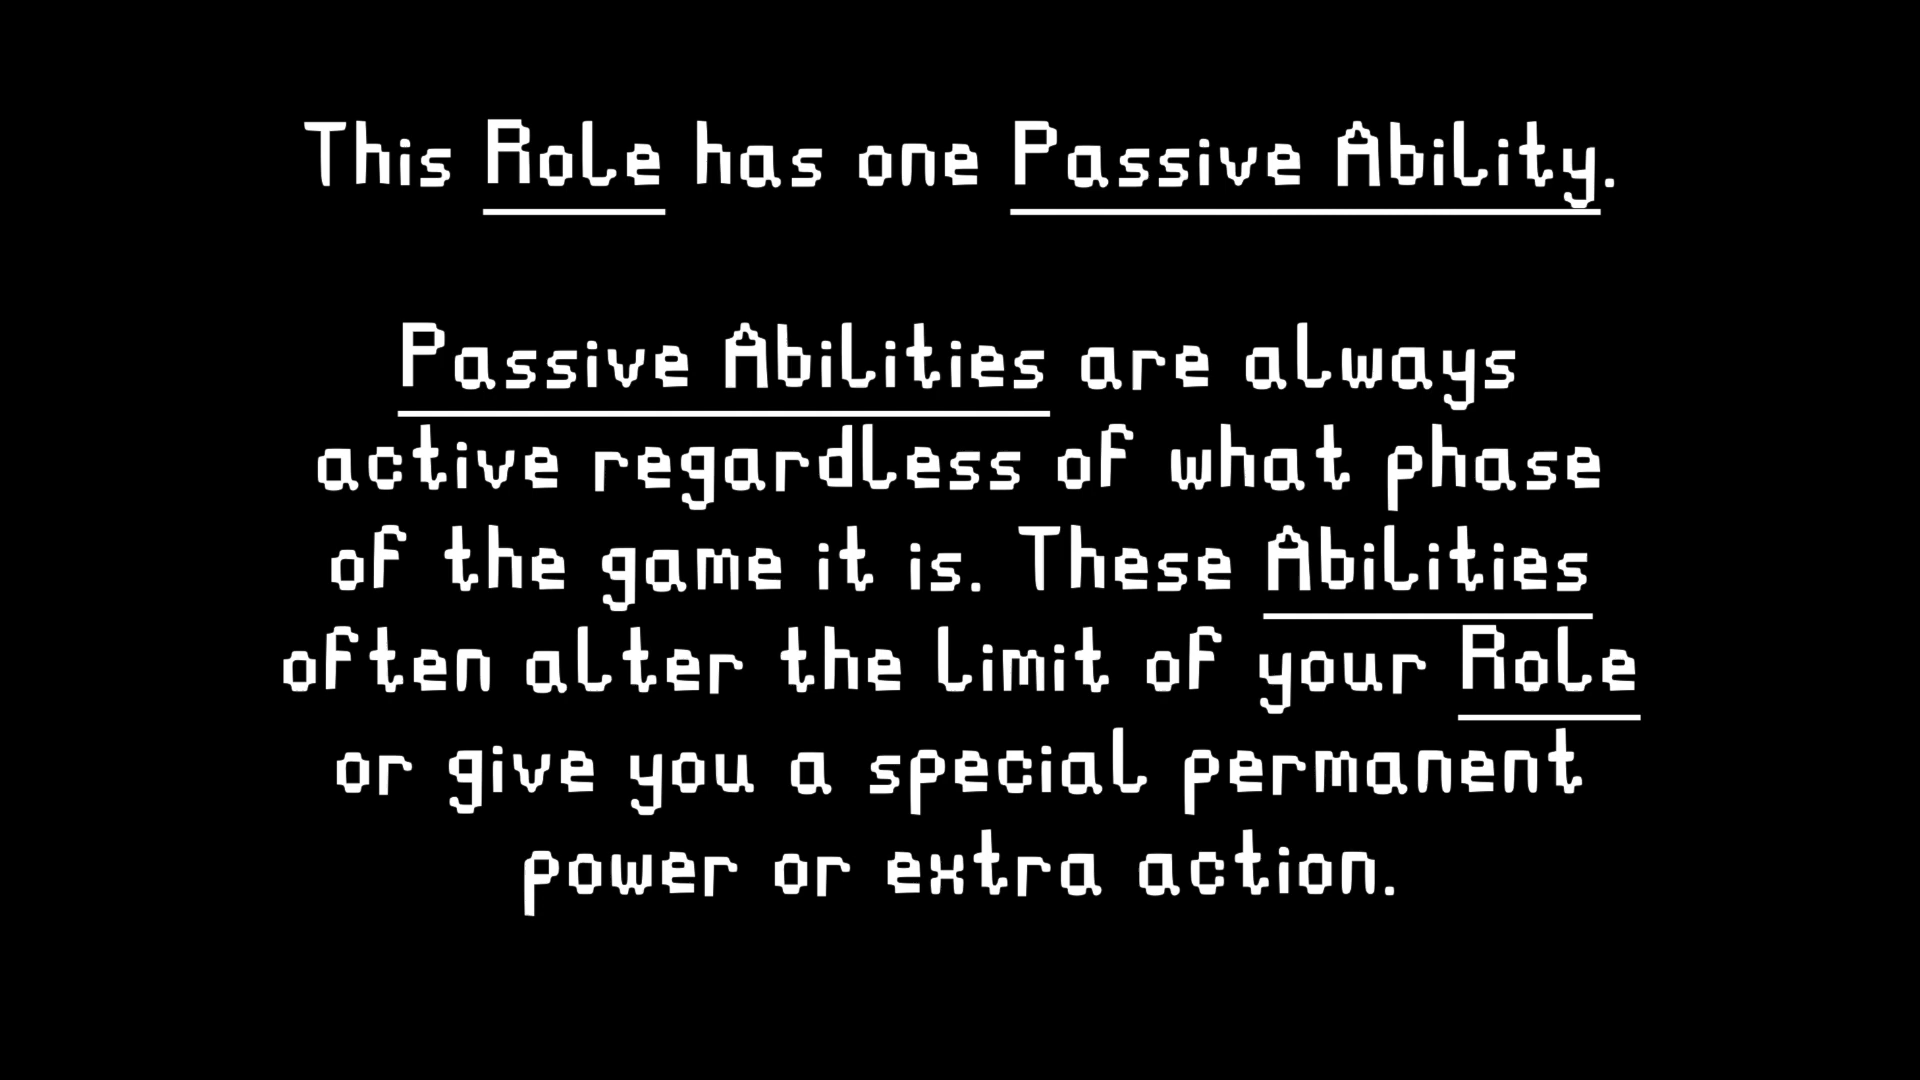 This Role has one Passive Ability.
Passive Abilities are always
active regardless of what phase
of the game it is. These Abilities
often alter the limit of your Role
or give you a special permanent
power or extra action.